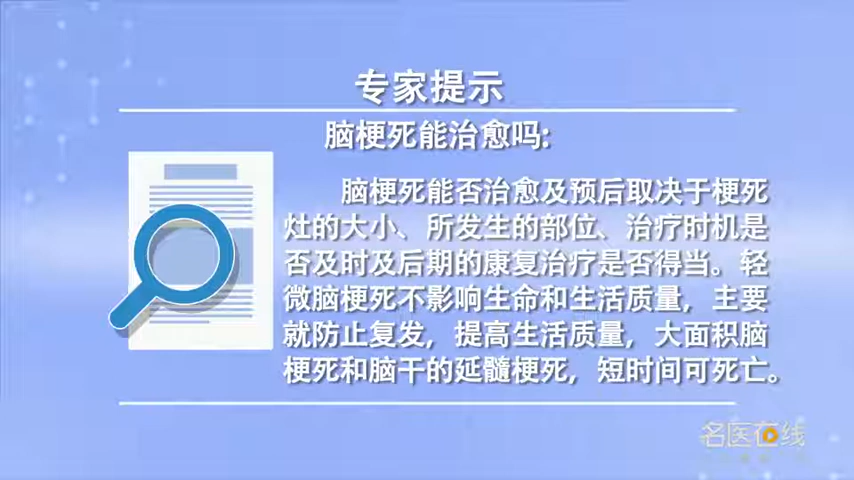 专家提示
脑梗死能治愈吗:
脑梗死能否治愈及预后取决于梗死
灶的大小、所发生的部位、治疗时机是
否及时及后期的康复治疗是否得当。轻
微脑梗死不影响生命和生活质量，主要
就防止复发，提高生活质量，大面积脑
梗死和脑干的延髓梗死，短时间可死亡。
名医在线